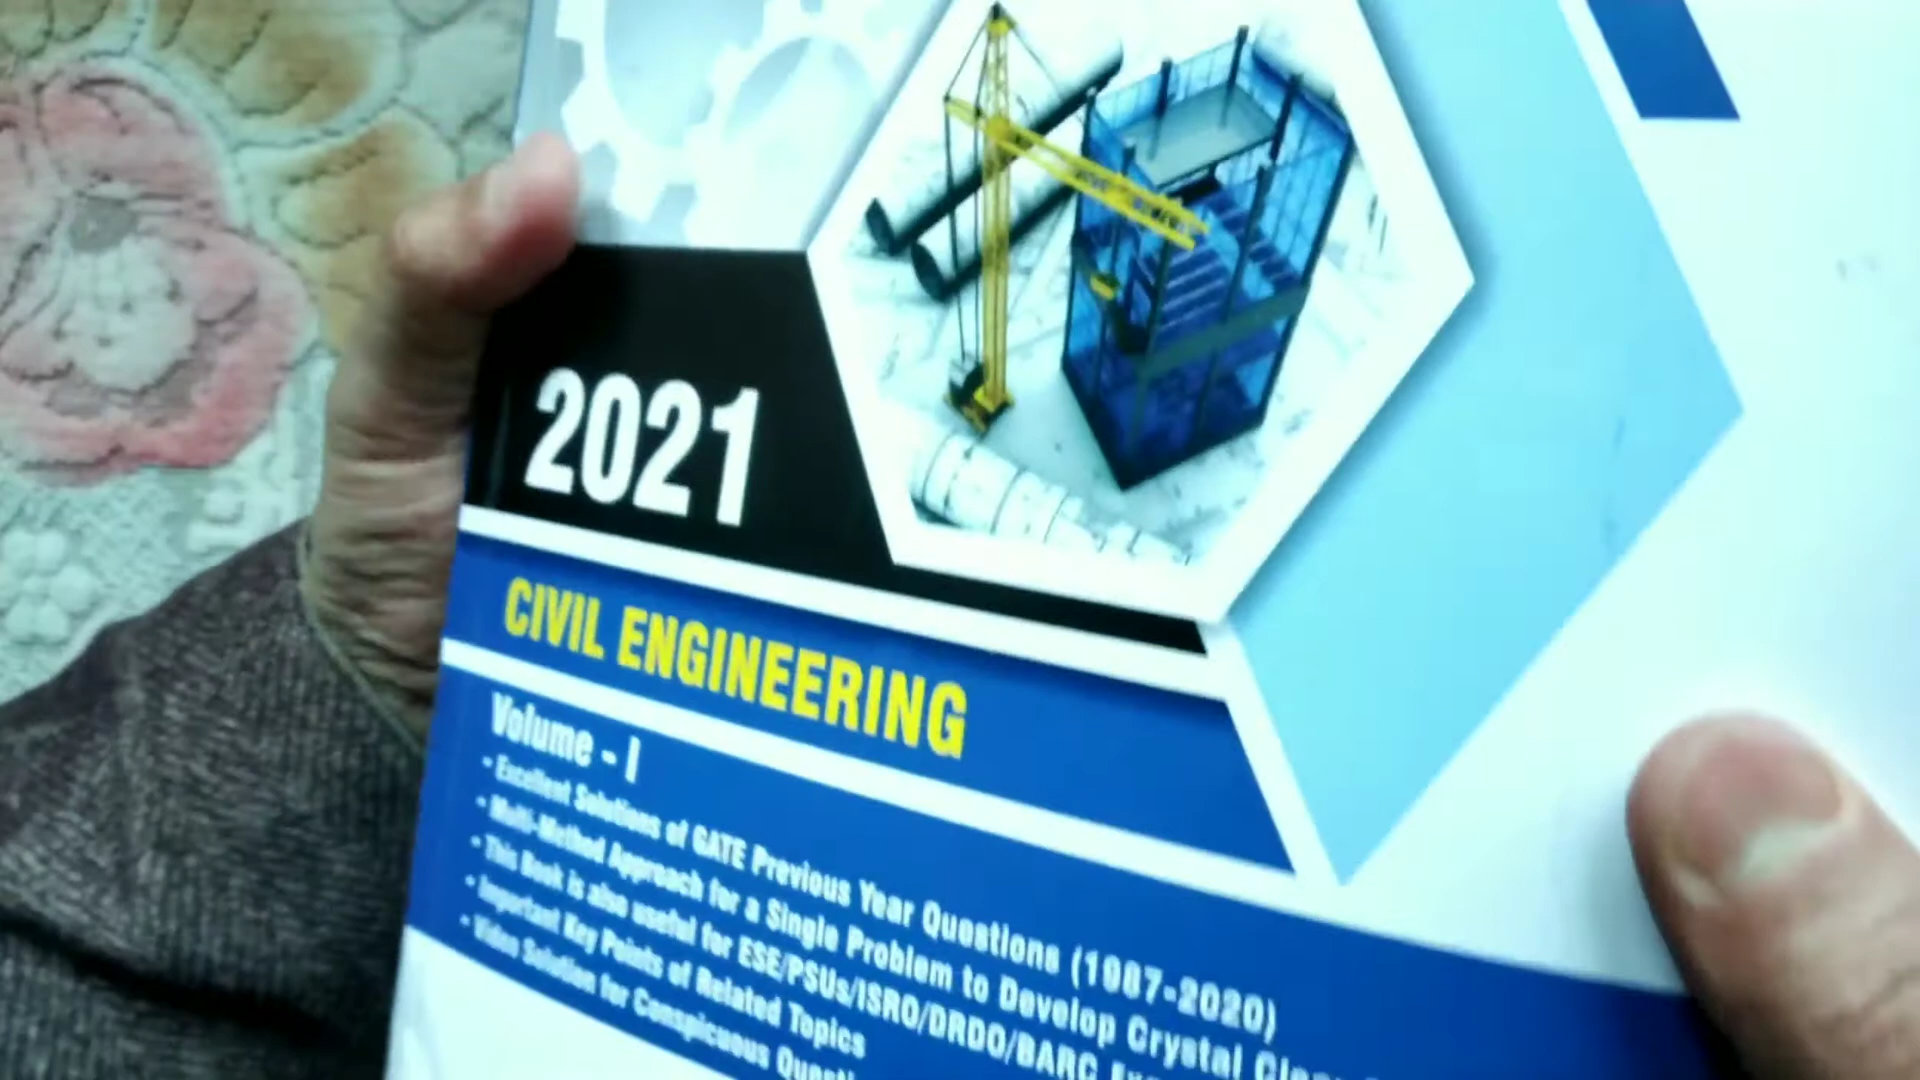 2021
CIVIL ENGINEERING
Volume - I
- Excellent Solutions of GATE Previous Year Questions (1987-2020)
- Multi-Method Approach for a Single Problem to Develop Crystal
- This Book is also useful for ESE/PSUs/ISRO/DRDO/BARC
- Important Key Points of Related Topics
- Video Solution for Conspicuous